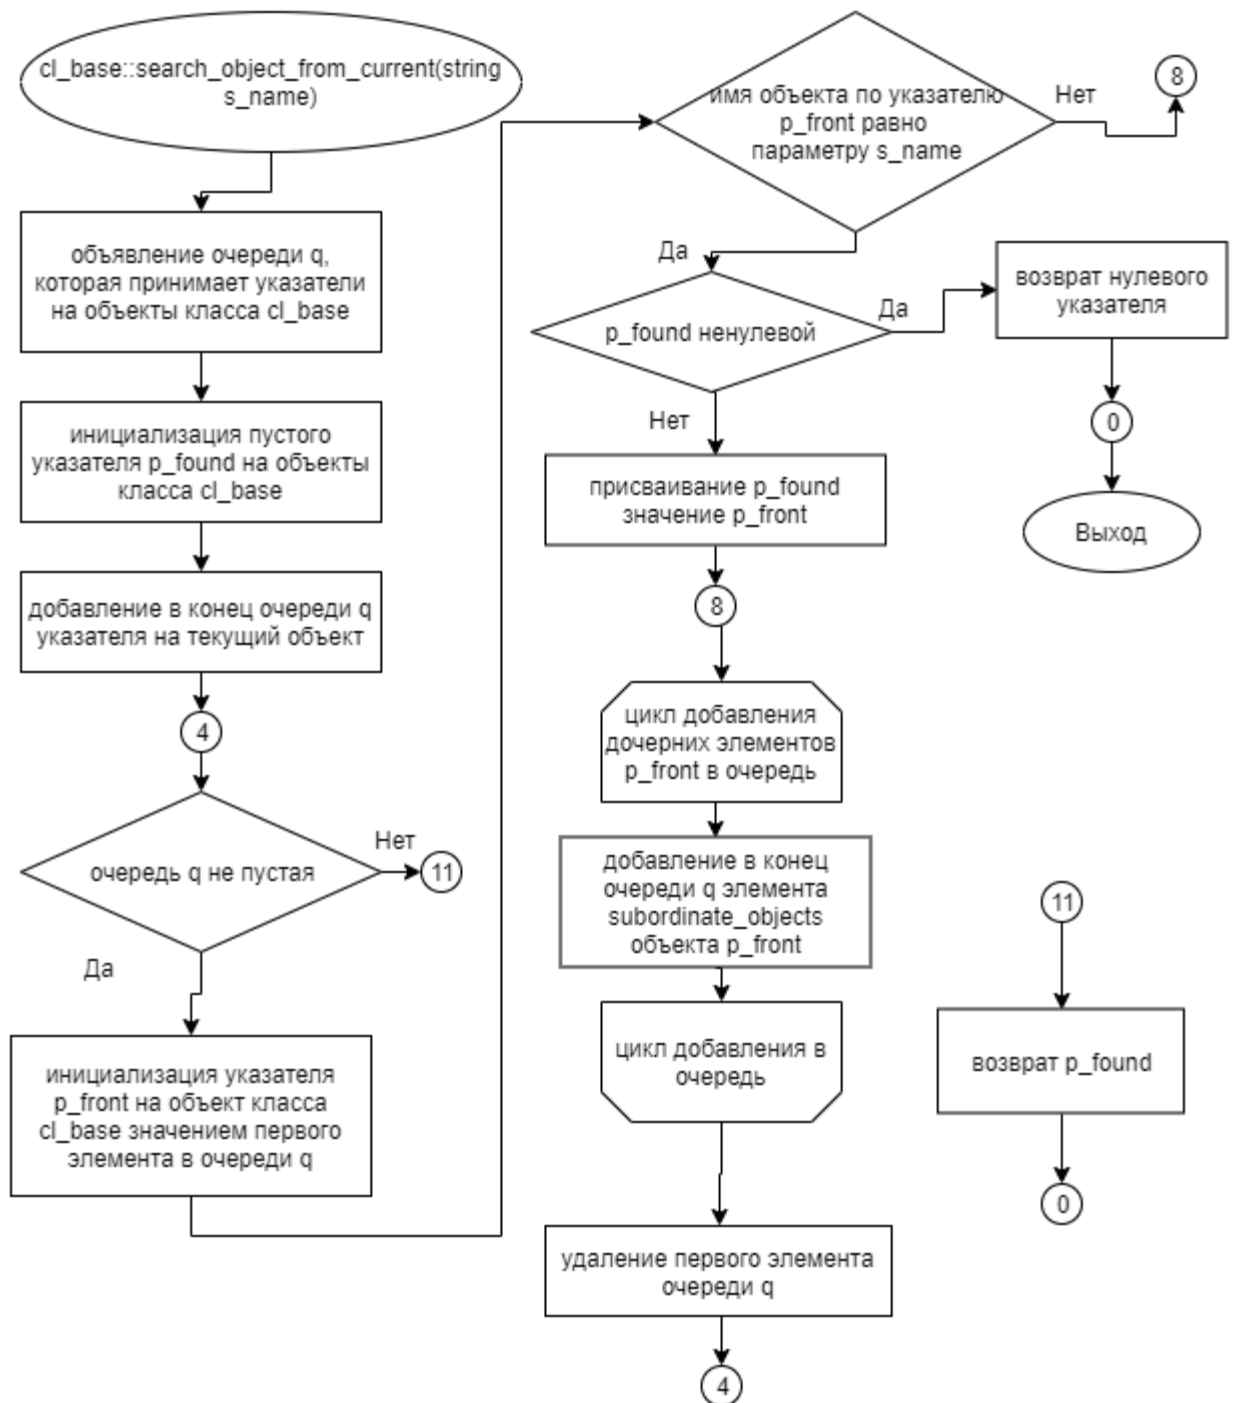 cl_base::search_object_from_current(string
s_name)
объявление очереди q,
которая принимает указатели
на объекты класса cl_base
инициализация пустого
указателя p_found на объекты
класса cl_base
добавление в конец очереди q
указателя на текущий объект
4
очередь q не пустая
Нет
11
Да
инициализация указателя
p_front на объект класса
cl_base значением первого
элемента в очереди q
имя объекта по указателю
p_front равно
параметру s_name
Нет
8
Да
p_found ненулевой
Да
возврат нулевого
указателя
0
Выход
Нет
присваивание p_found
значение p_front
8
цикл добавления
дочерних элементов
p_front в очередь
добавление в конец
очереди q элемента
subordinate_objects
объекта p_front
цикл добавления в
очередь
удаление первого элемента
очереди q
4
11
возврат p_found
0